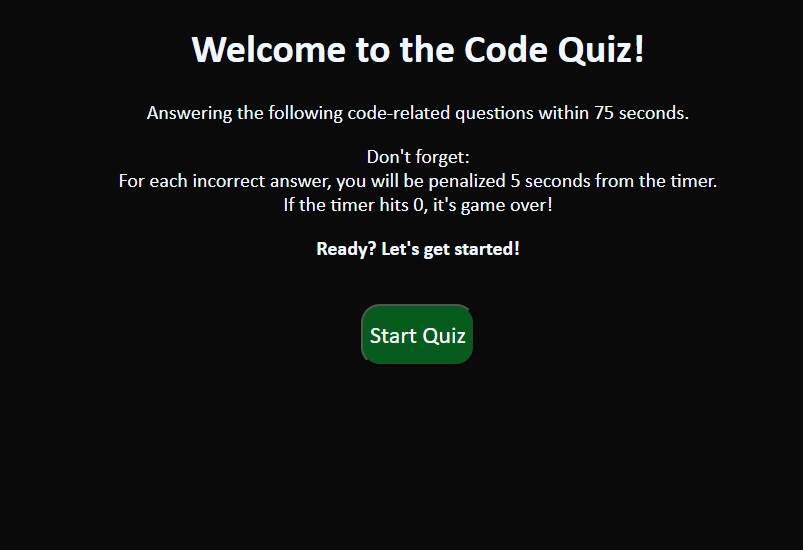 Welcome to the Code Quiz!
Answering the following code-related questions within 75 seconds.
Don't forget:
For each incorrect answer, you will be penalized 5 seconds from the timer.
If the timer hits 0, it's game over!
Ready? Let's get started!
Start Quiz